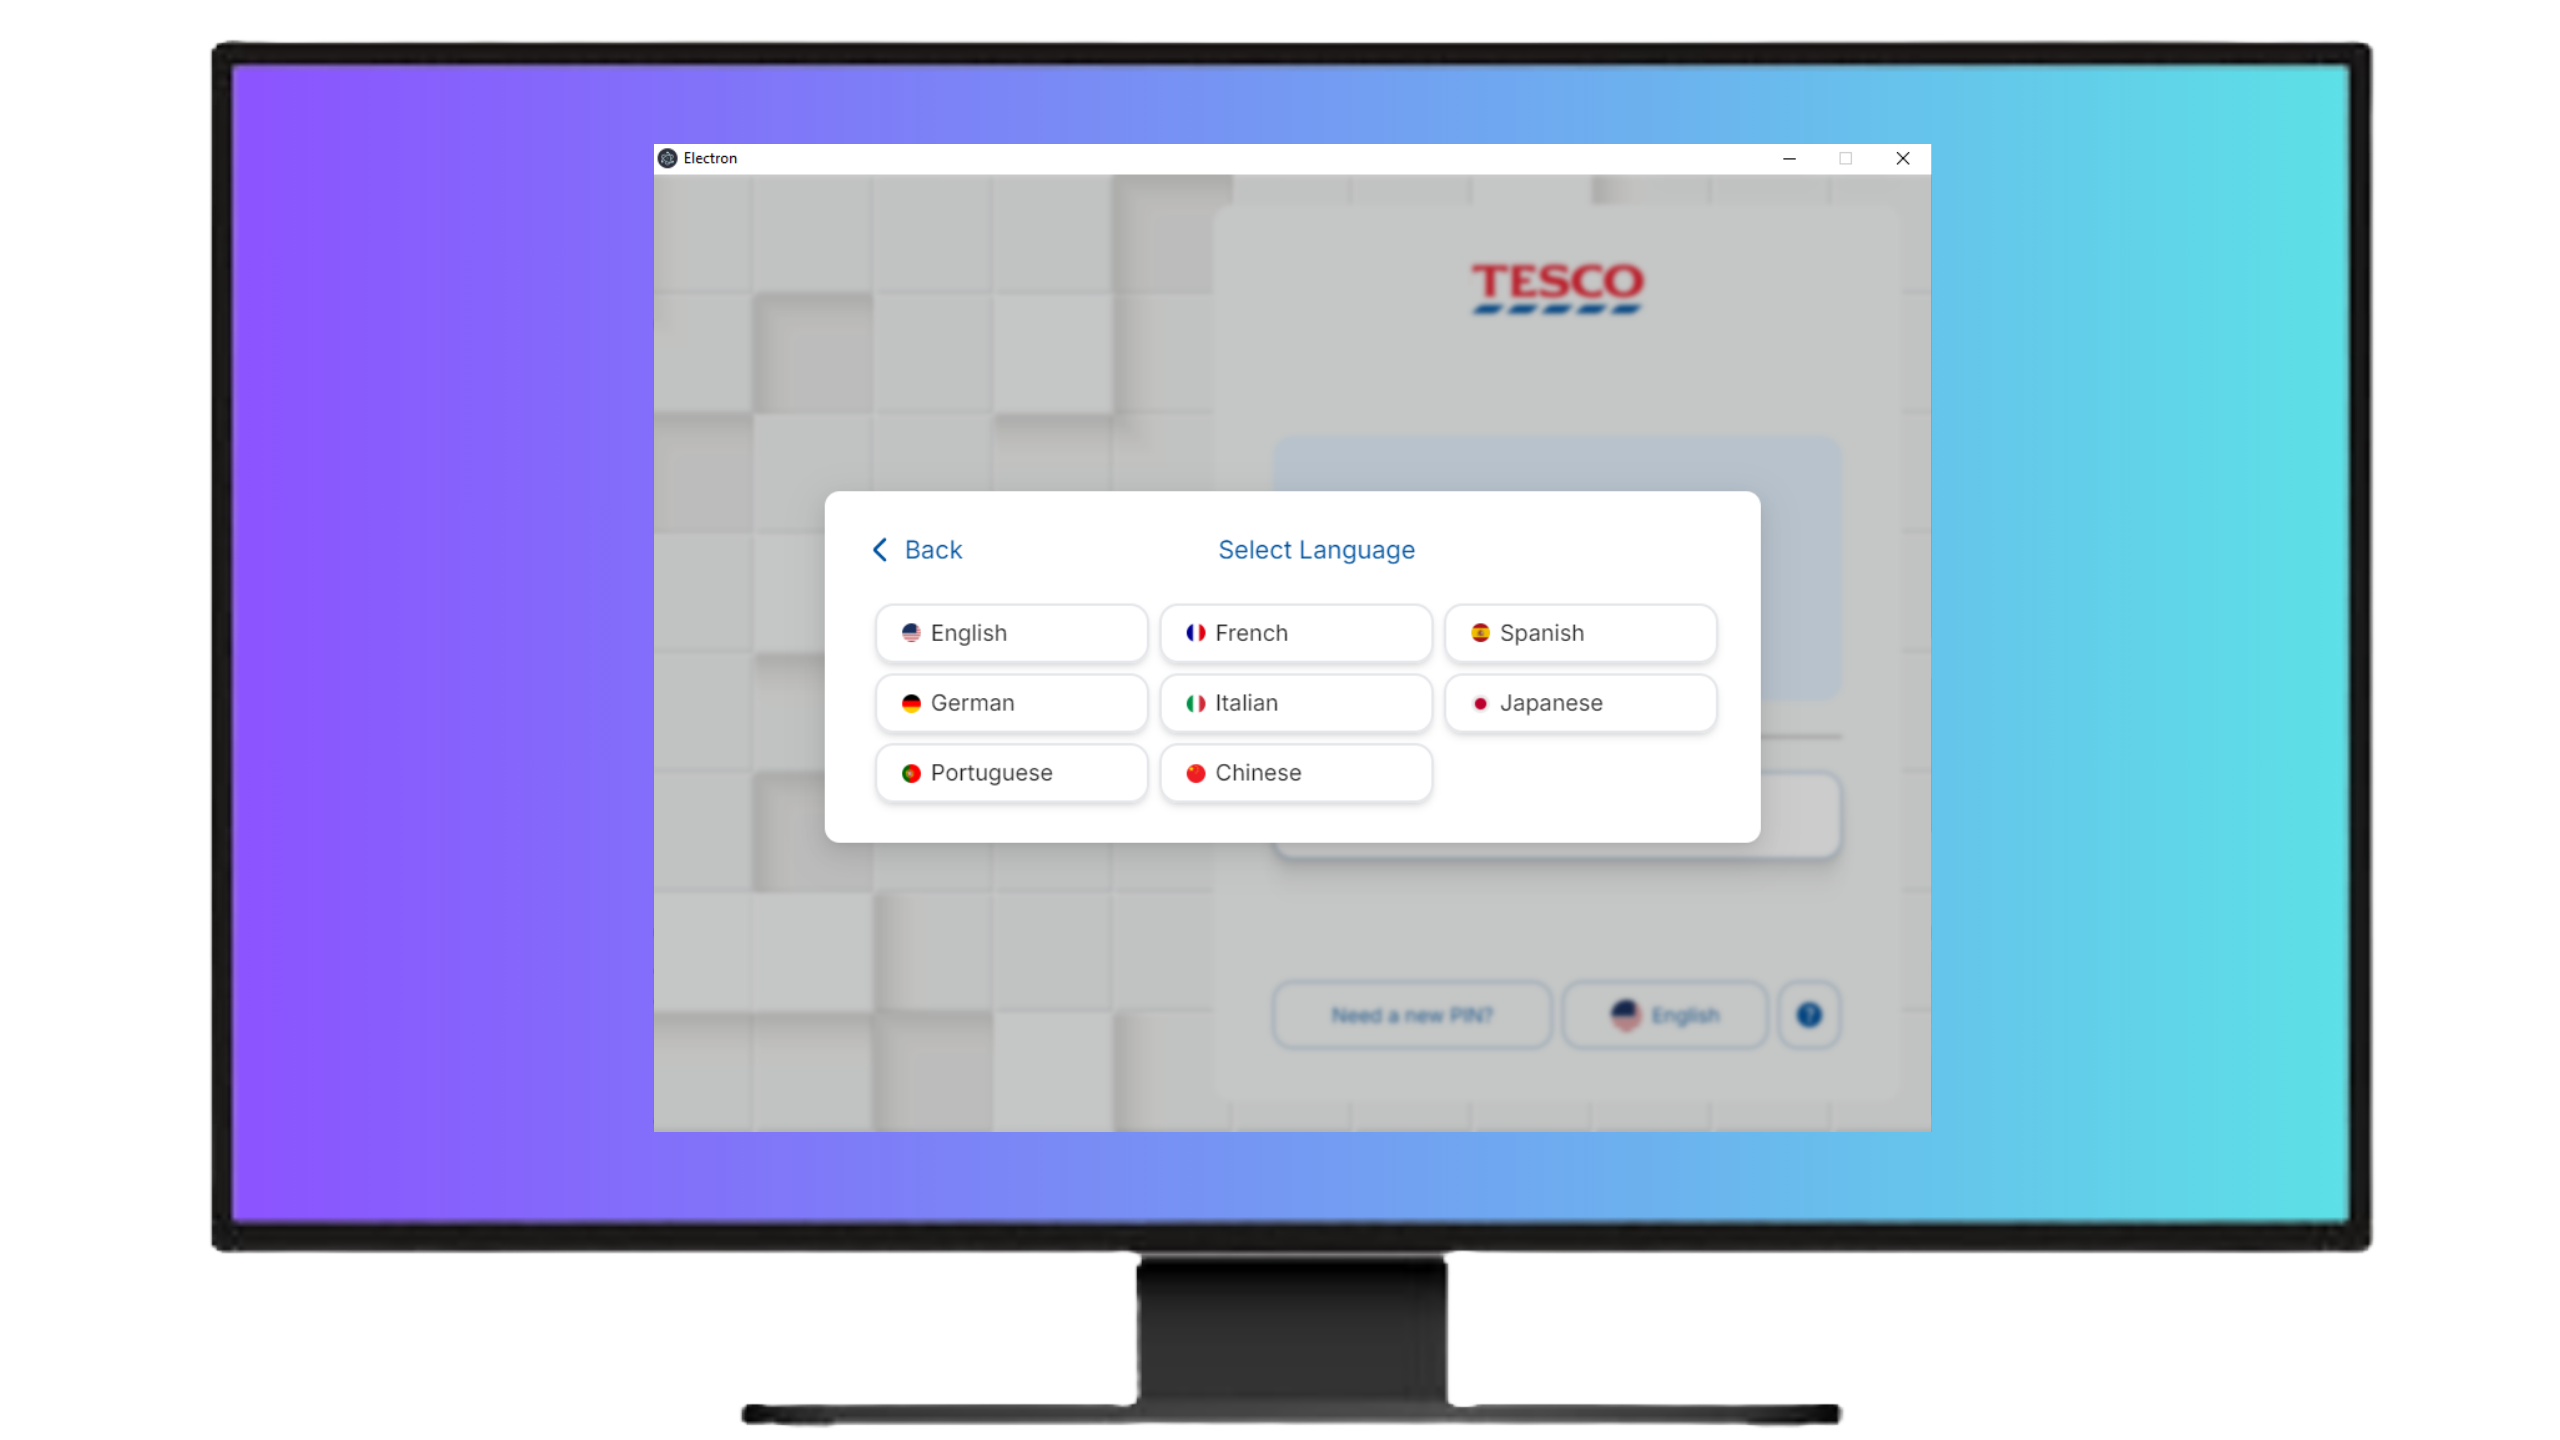 Electron
TESCO
Back
Select Language
English
French
Spanish
German
Italian
Japanese
Portuguese
Chinese
Need a new PIN?
English
?